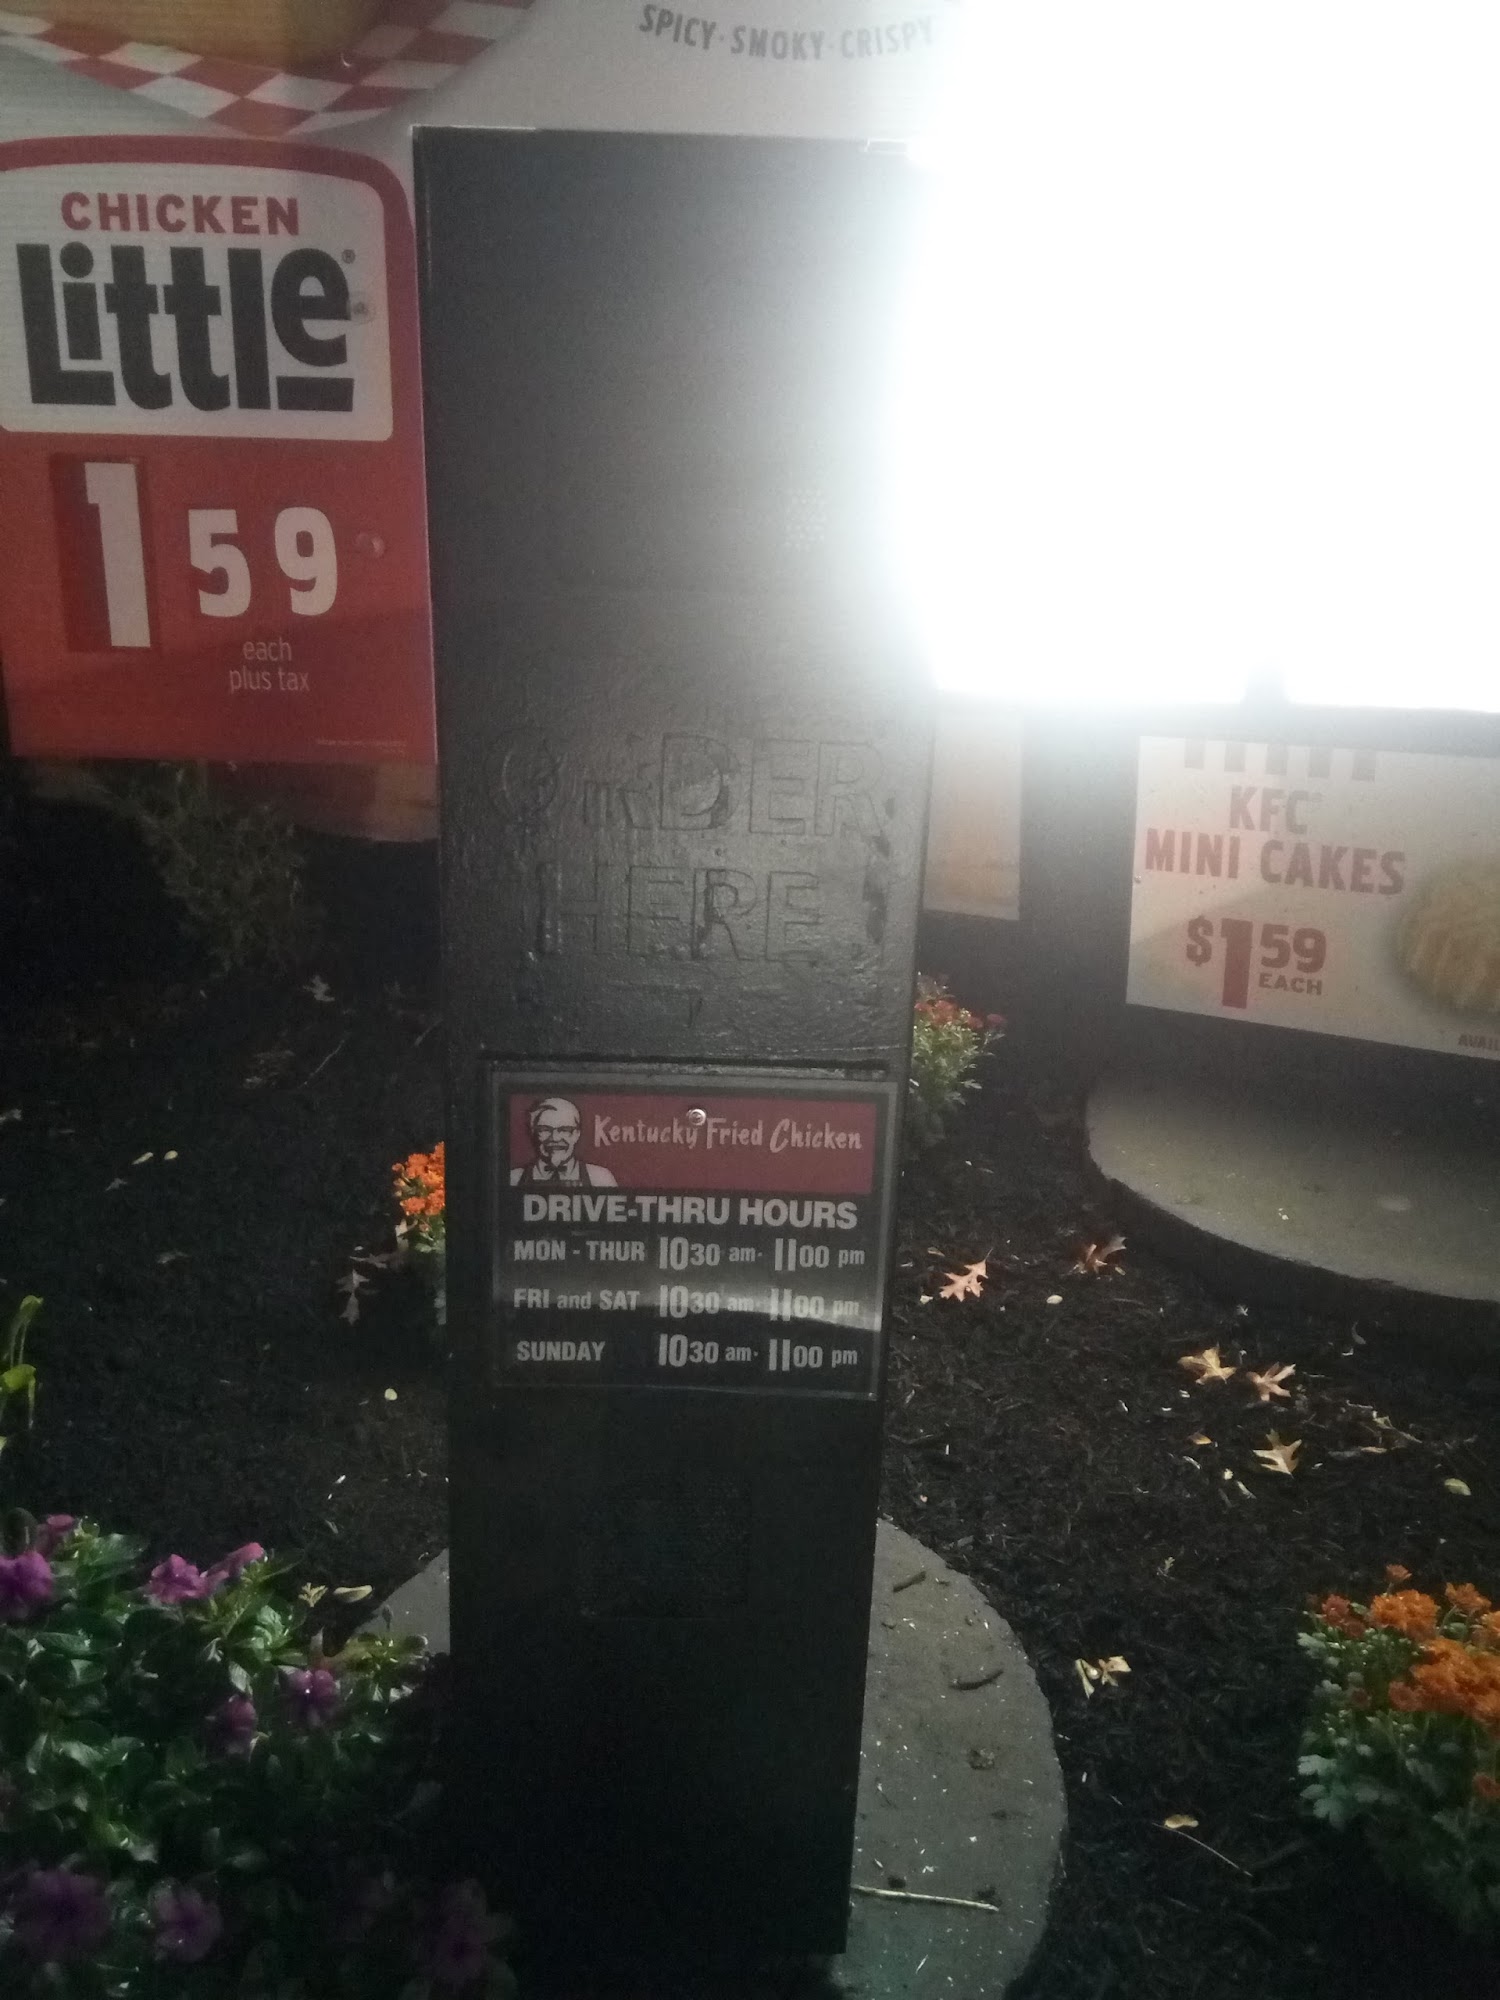 SPICY·SMOKY·CRISPY
CHICKEN
Little®
1 59
each
plus tax
ORDER
HERE
KFC
MINI CAKES
$1 59
EACH
Kentucky Fried Chicken
DRIVE-THRU HOURS
MON - THUR 1030 am- 1100 pm
FRI and SAT 1030 am- 1100 pm
SUNDAY 1030 am- 1100 pm